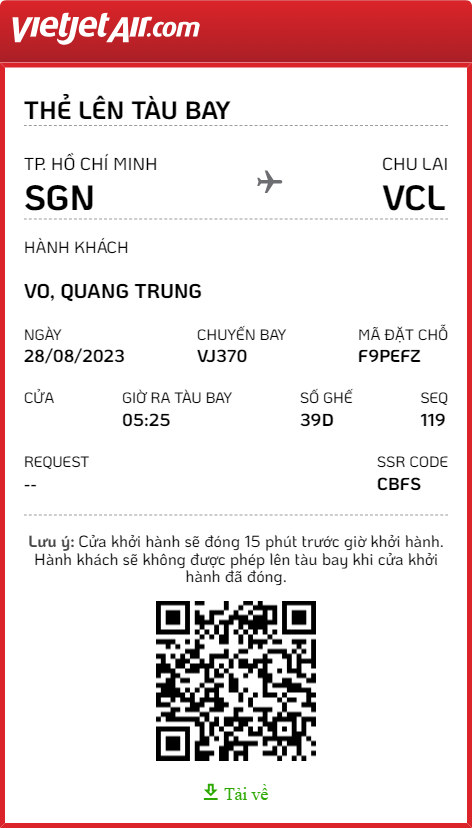 vietjetAir.com
THẺ LÊN TÀU BAY
TP. HỒ CHÍ MINH CHU LAI
SGN VCL
HÀNH KHÁCH
VO, QUANG TRUNG
NGÀY CHUYẾN BAY MÃ ĐẶT CHỖ
28/08/2023 VJ370 F9PEFZ
CỬA GIỜ RA TÀU BAY SỐ GHẾ SEQ
05:25 39D 119
REQUEST SSR CODE
-- CBFS
Lưu ý: Cửa khởi hành sẽ đóng 15 phút trước giờ khởi hành.
Hành khách sẽ không được phép lên tàu bay khi cửa khởi
hành đã đóng.
Tải về